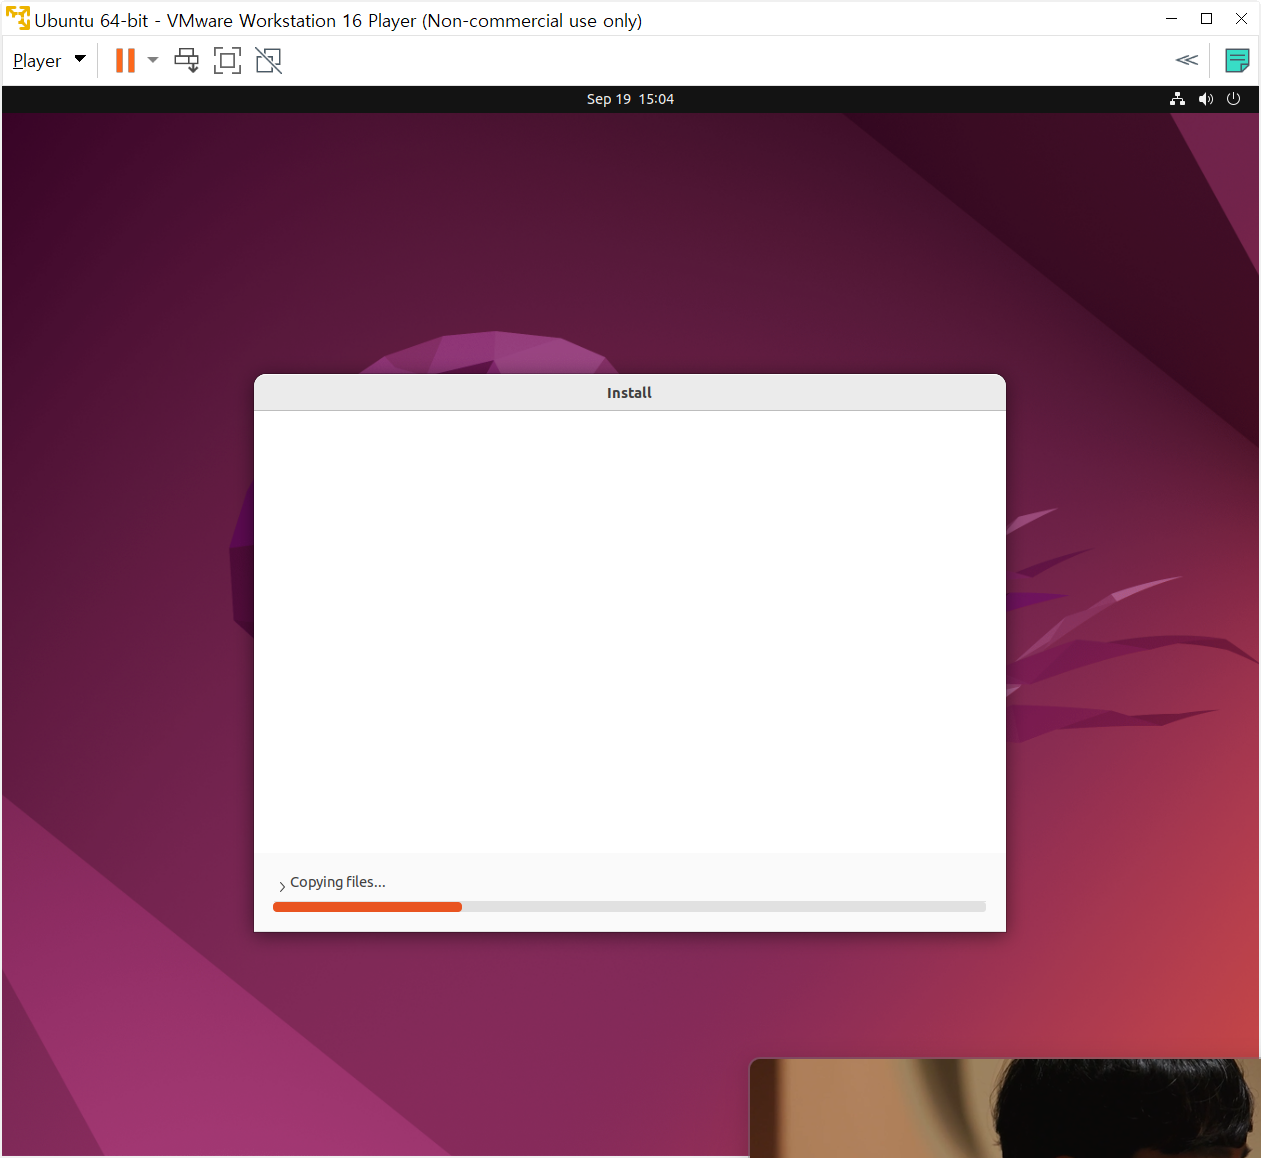 Ubuntu 64-bit - VMware Workstation 16 Player (Non-commercial use only)
Player
Sep 19 15:04
Install
Copying files...